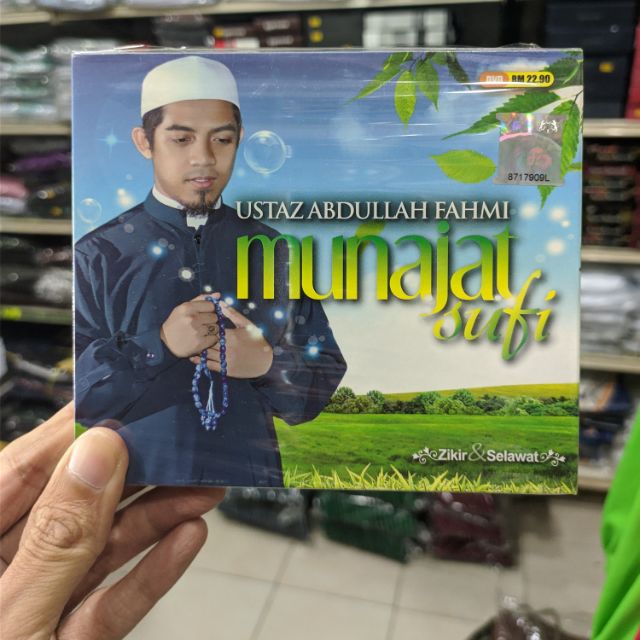 RM 22.90
8717909L
USTAZ ABDULLAH FAHMI
munajat
sufi
Zikir & Selawat